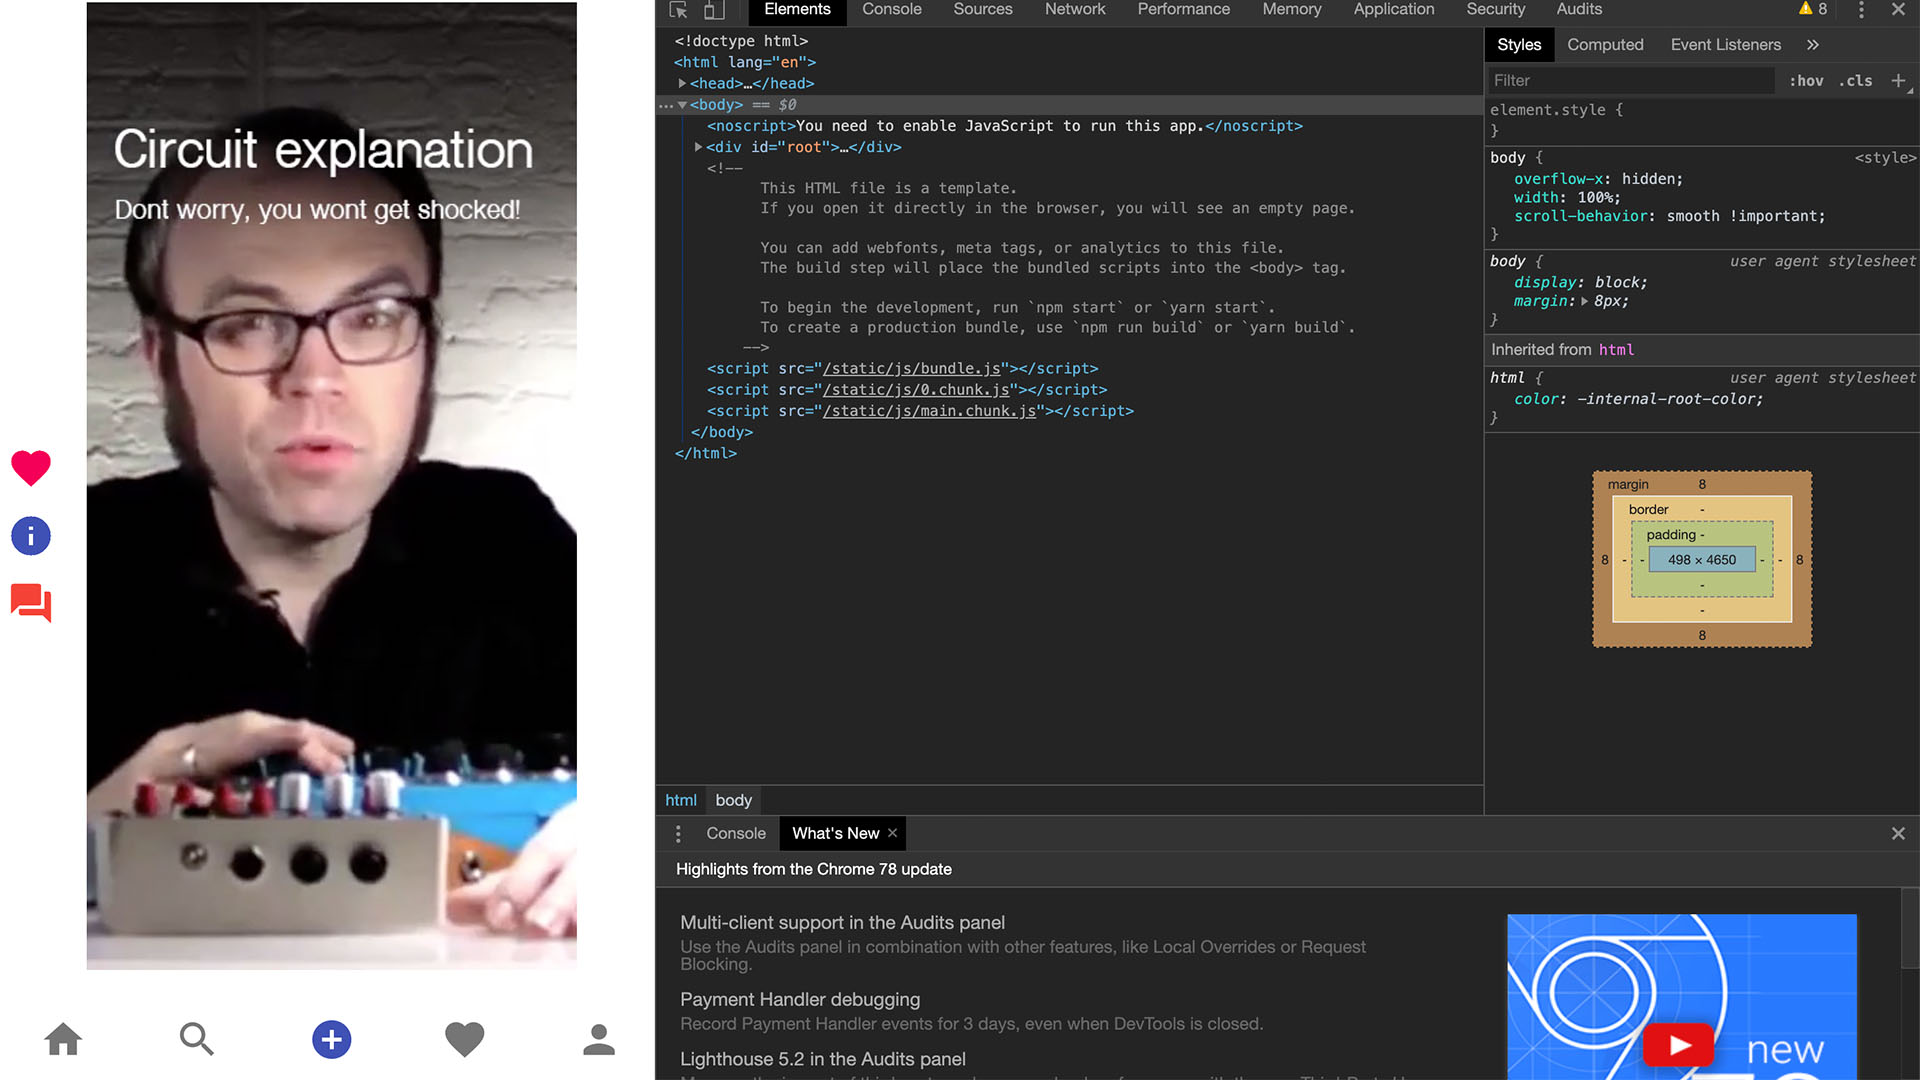 Circuit explanation
Dont worry, you wont get shocked!
Elements Console Sources Network Performance Memory Application Security Audits 8
<!doctype html>
<html lang="en">
<head>…</head>
<body> == $0
<noscript>You need to enable JavaScript to run this app.</noscript>
<div id="root">…</div>
<!--
This HTML file is a template.
If you open it directly in the browser, you will see an empty page.
You can add webfonts, meta tags, or analytics to this file.
The build step will place the bundled scripts into the <body> tag.
To begin the development, run `npm start` or `yarn start`.
To create a production bundle, use `npm run build` or `yarn build`.
-->
<script src="/static/js/bundle.js"></script>
<script src="/static/js/0.chunk.js"></script>
<script src="/static/js/main.chunk.js"></script>
</body>
</html>
html body
Styles Computed Event Listeners »
Filter :hov .cls +
element.style {
}
body { <style>
overflow-x: hidden;
width: 100%;
scroll-behavior: smooth !important;
}
body { user agent stylesheet
display: block;
margin: 8px;
}
Inherited from html
html { user agent stylesheet
color: -internal-root-color;
}
margin 8
border -
padding -
8 - - 498 × 4650 - - 8
-
-
8
Console What's New ×
Highlights from the Chrome 78 update
Multi-client support in the Audits panel
Use the Audits panel in combination with other features, like Local Overrides or Request
Blocking.
Payment Handler debugging
Record Payment Handler events for 3 days, even when DevTools is closed.
Lighthouse 5.2 in the Audits panel
new